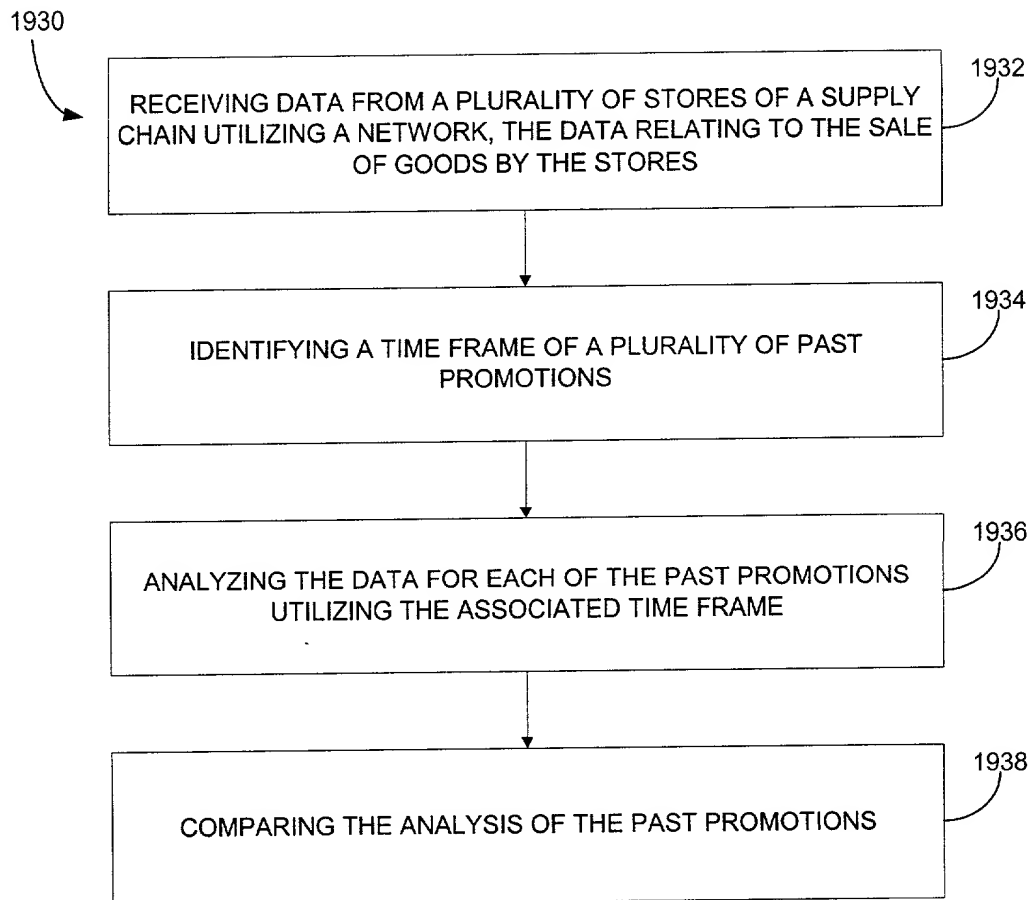 1930
1932
RECEIVING DATA FROM A PLURALITY OF STORES OF A SUPPLY
CHAIN UTILIZING A NETWORK, THE DATA RELATING TO THE SALE
OF GOODS BY THE STORES
1934
IDENTIFYING A TIME FRAME OF A PLURALITY OF PAST
PROMOTIONS
1936
ANALYZING THE DATA FOR EACH OF THE PAST PROMOTIONS
UTILIZING THE ASSOCIATED TIME FRAME
1938
COMPARING THE ANALYSIS OF THE PAST PROMOTIONS